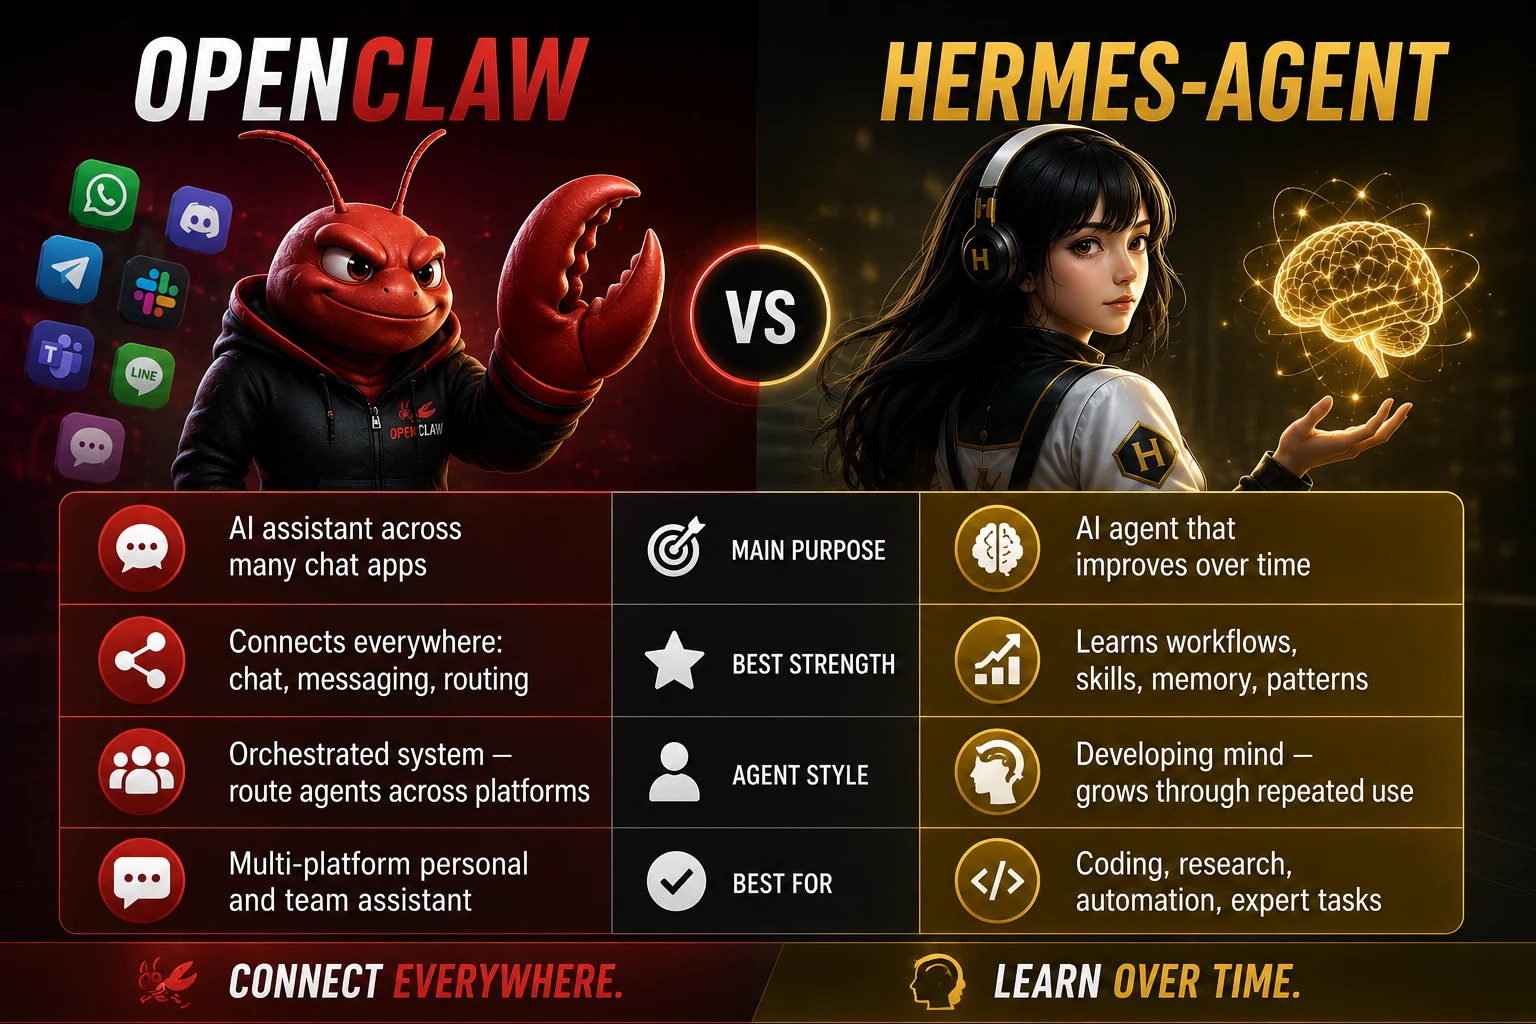 OPENCLAW
HERMES-AGENT
VS
LINE
T
H
H
H
OPENCLAW
AI assistant across
many chat apps
MAIN PURPOSE
AI agent that
improves over time
Connects everywhere:
chat, messaging, routing
BEST STRENGTH
Learns workflows,
skills, memory, patterns
Orchestrated system —
route agents across platforms
AGENT STYLE
Developing mind —
grows through repeated use
Multi-platform personal
and team assistant
BEST FOR
</>
Coding, research,
automation, expert tasks
CONNECT EVERYWHERE.
LEARN OVER TIME.